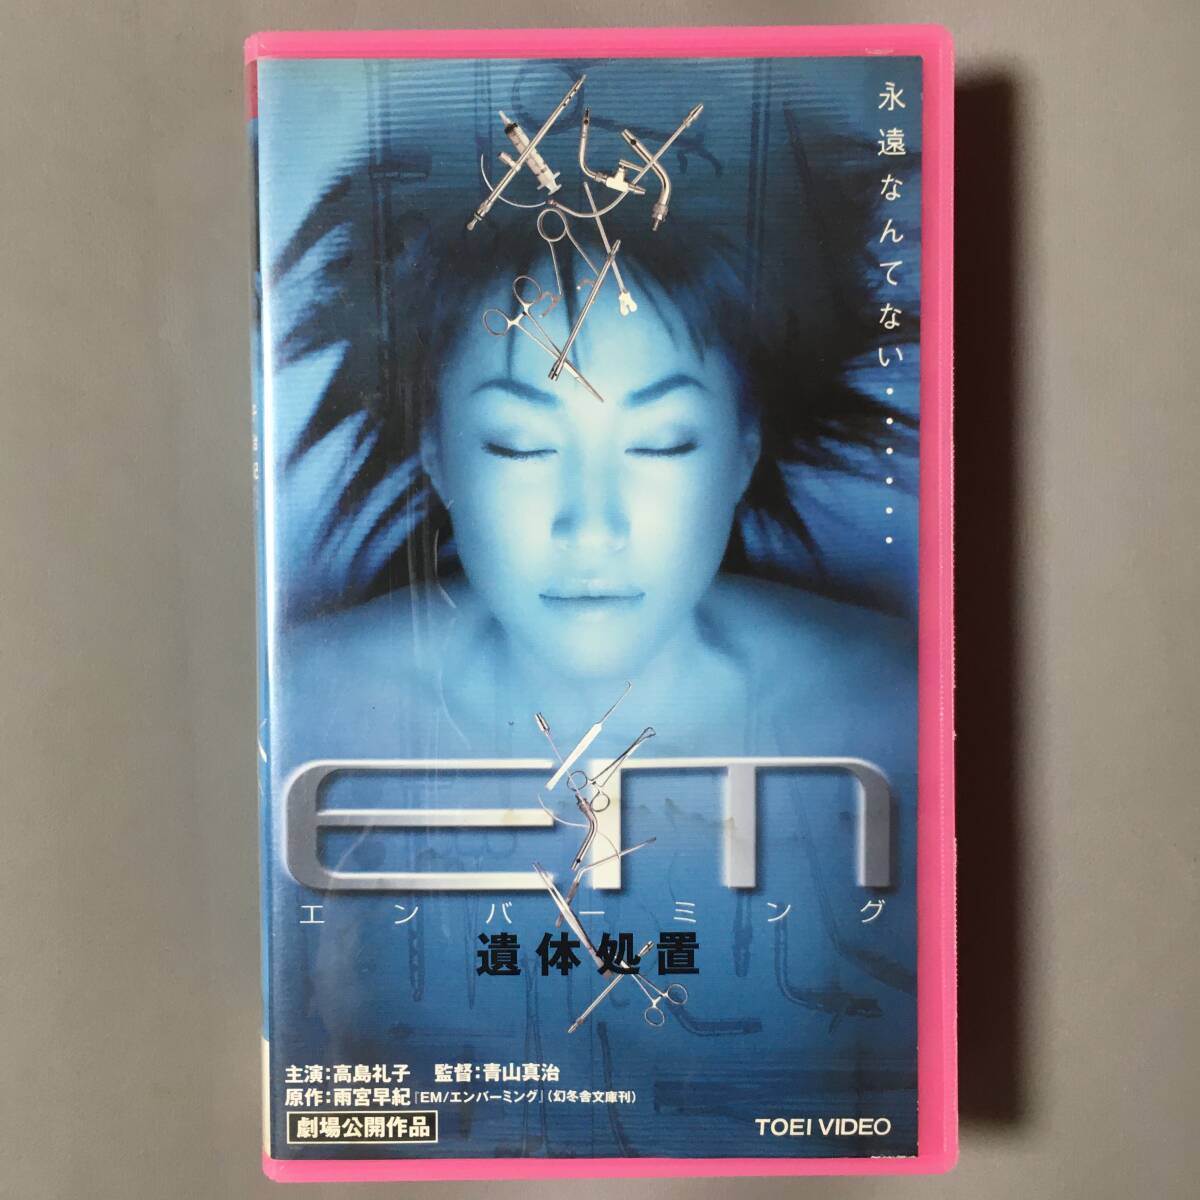 永遠なんてない・・・・・・
em
エンバーミング
遺体処置
主演：高島礼子　監督：青山真治
原作：雨宮早紀『EM/エンバーミング』（幻冬舎文庫刊）
劇場公開作品
TOEI VIDEO